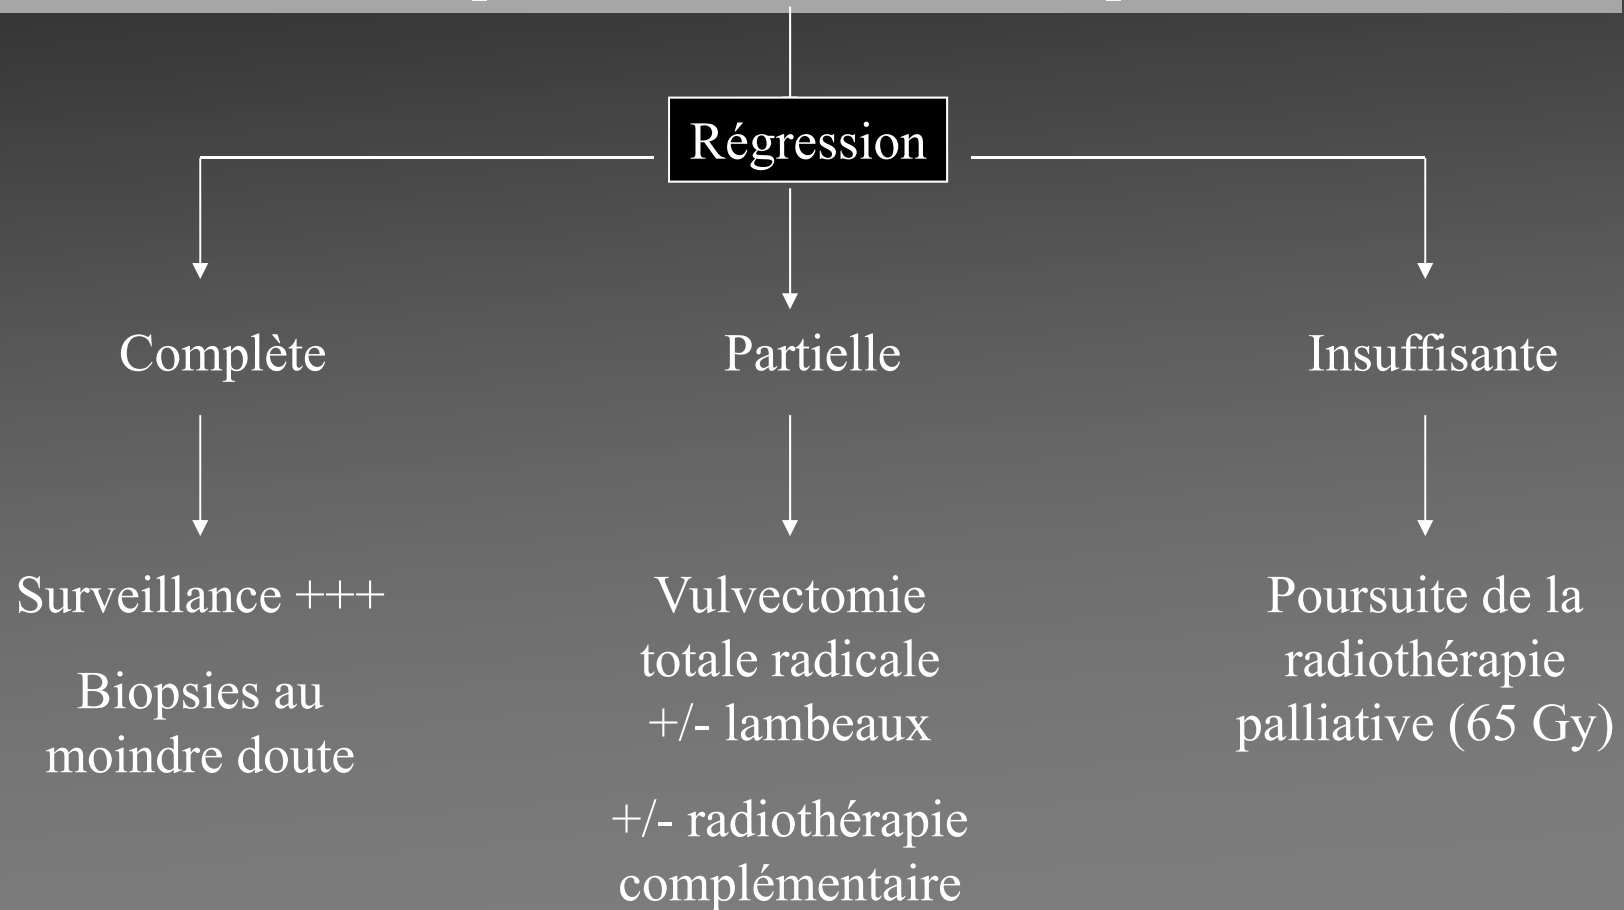 Régression
Complète
Partielle
Insuffisante
Surveillance +++
Biopsies au
moindre doute
Vulvectomie
totale radicale
+/- lambeaux
+/- radiothérapie
complémentaire
Poursuite de la
radiothérapie
palliative (65 Gy)